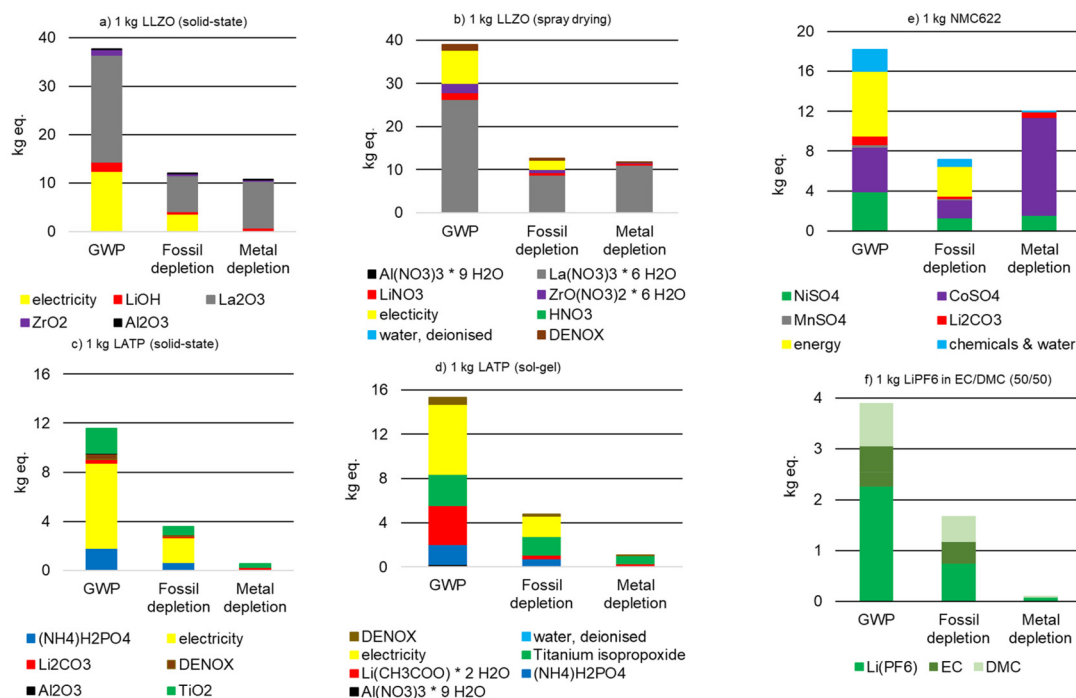 a) 1 kg LLZO (solid-state)
40
30
20
10
0
kg eq.
GWP Fossil depletion Metal depletion
electricity LiOH La2O3
ZrO2 Al2O3
b) 1 kg LLZO (spray drying)
40
30
20
10
0
kg eq.
GWP Fossil depletion Metal depletion
Al(NO3)3 * 9 H2O La(NO)3 * 6 H2O
LiNO3 ZrO(NO3)2 * 6 H2O
electicity HNO3
water, deionised DENOX
e) 1 kg NMC622
20
16
12
8
4
0
kg eq.
GWP Fossil depletion Metal depletion
NiSO4 CoSO4
MnSO4 Li2CO3
energy chemicals & water
c) 1 kg LATP (solid-state)
16
12
8
4
0
kg eq.
GWP Fossil depletion Metal depletion
(NH4)H2PO4 electricity
Li2CO3 DENOX
Al2O3 TiO2
d) 1 kg LATP (sol-gel)
16
12
8
4
0
kg eq.
GWP Fossil depletion Metal depletion
DENOX water, deionised
electricity Titanium isopropoxide
Li(CH3COO) * 2 H2O (NH4)H2PO4
Al(NO3)3 * 9 H2O
f) 1 kg LiPF6 in EC/DMC (50/50)
4
3
2
1
0
kg eq.
GWP Fossil depletion Metal depletion
Li(PF6) EC DMC